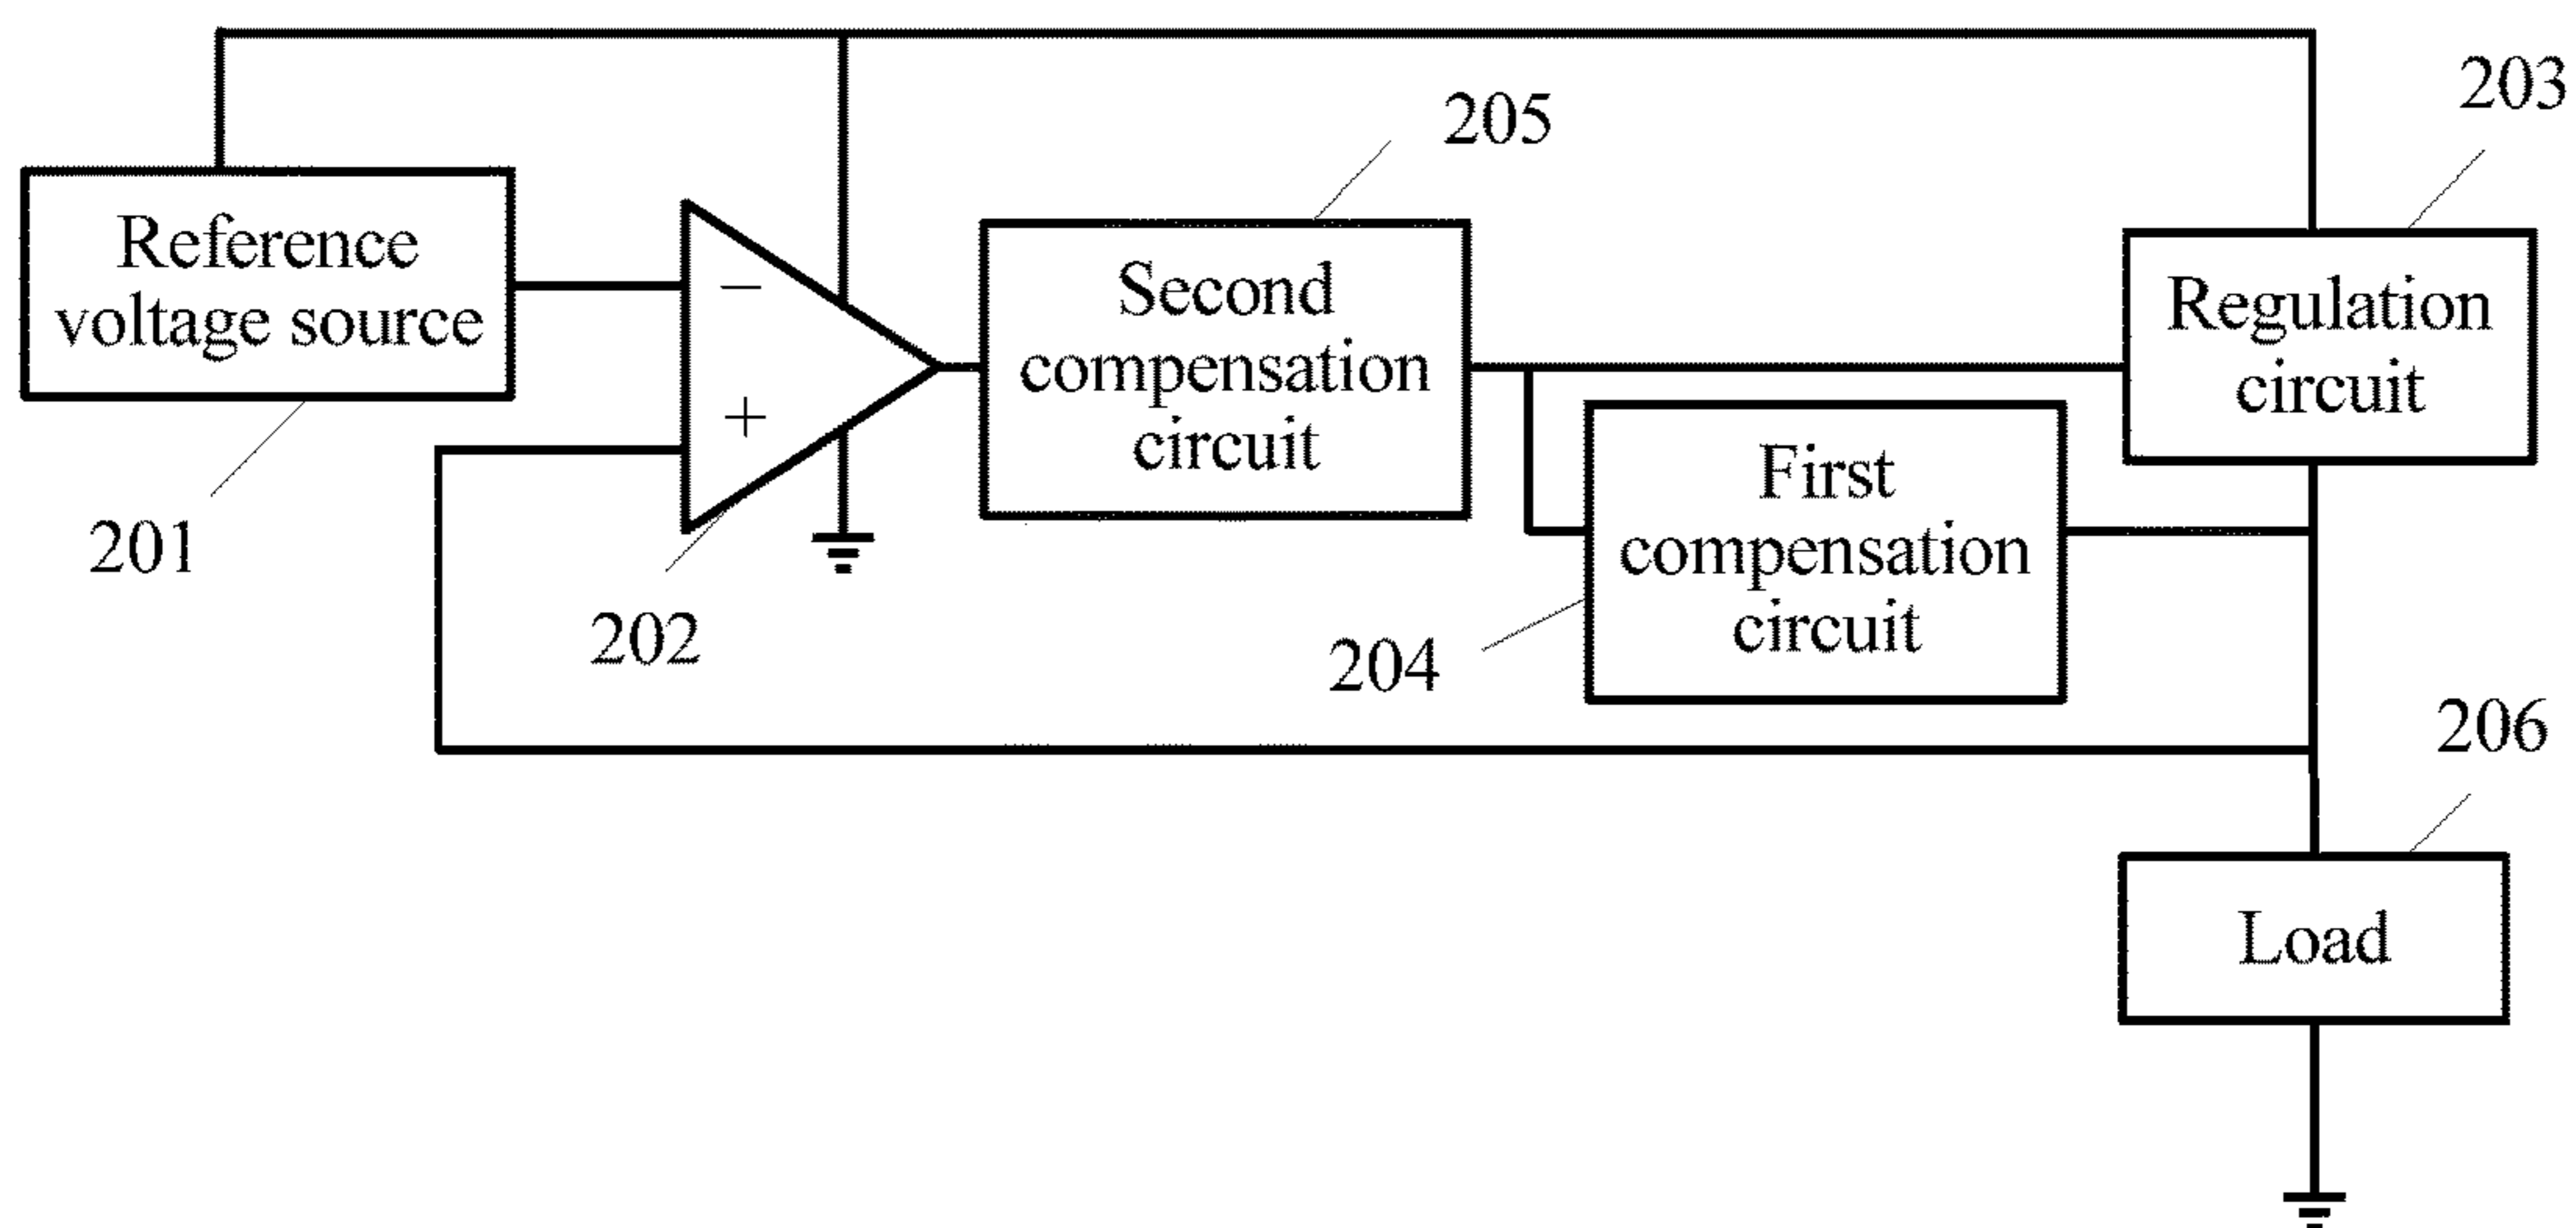 203
205
Reference
voltage source
−
+
Second
compensation
circuit
Regulation
circuit
First
compensation
circuit
201
202
204
206
Load